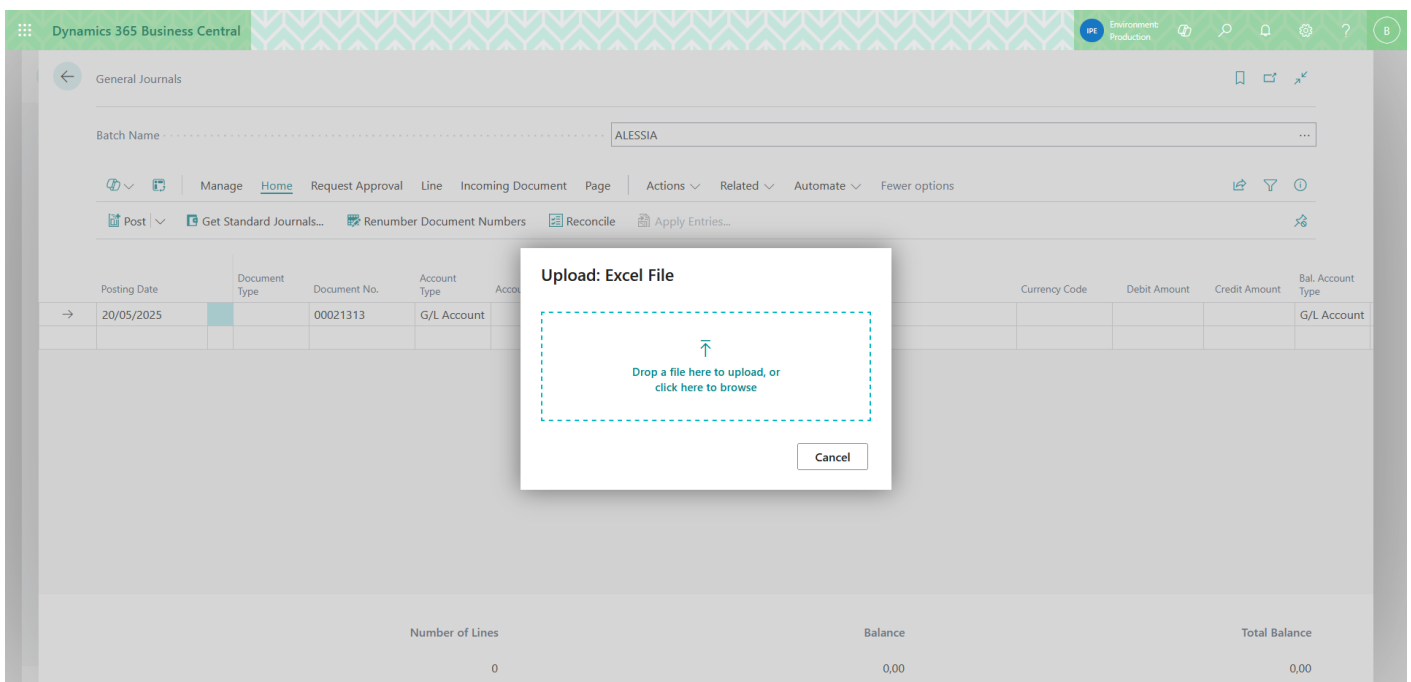 Dynamics 365 Business Central
IPE
Environment:
Production
B
General Journals
Batch Name
ALESSIA
Manage Home Request Approval Line Incoming Document Page Actions Related Automate Fewer options
Post Get Standard Journals... Renumber Document Numbers Reconcile Apply Entries...
Upload: Excel File
Posting Date Document Type Document No. Account Type Accou Currency Code Debit Amount Credit Amount Bal. Account Type
20/05/2025 00021313 G/L Account G/L Account
Drop a file here to upload, or
click here to browse
Cancel
Number of Lines Balance Total Balance
0 0,00 0,00